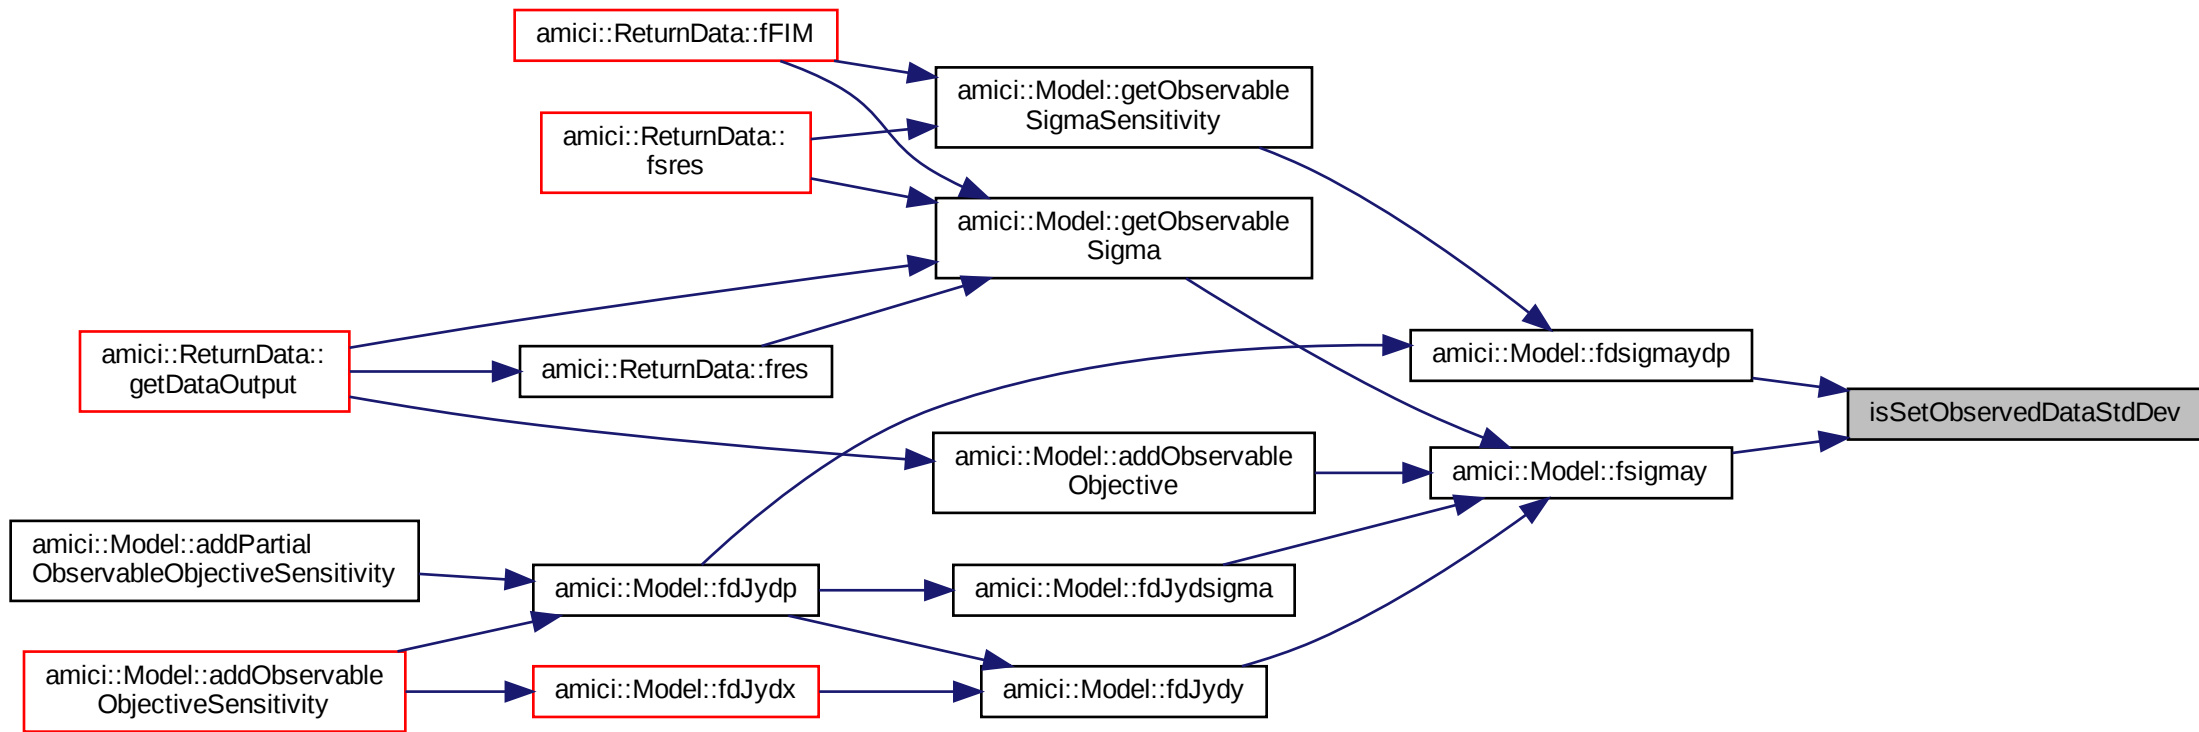 amici::ReturnData::fFIM
amici::Model::getObservable
SigmaSensitivity
amici::ReturnData::
fsres
amici::Model::getObservable
Sigma
amici::ReturnData::
getDataOutput
amici::ReturnData::fres
amici::Model::fdsigmaydp
isSetObservedDataStdDev
amici::Model::addObservable
Objective
amici::Model::fsigmay
amici::Model::addPartial
ObservableObjectiveSensitivity
amici::Model::fdJydp
amici::Model::fdJydsigma
amici::Model::addObservable
ObjectiveSensitivity
amici::Model::fdJydx
amici::Model::fdJydy